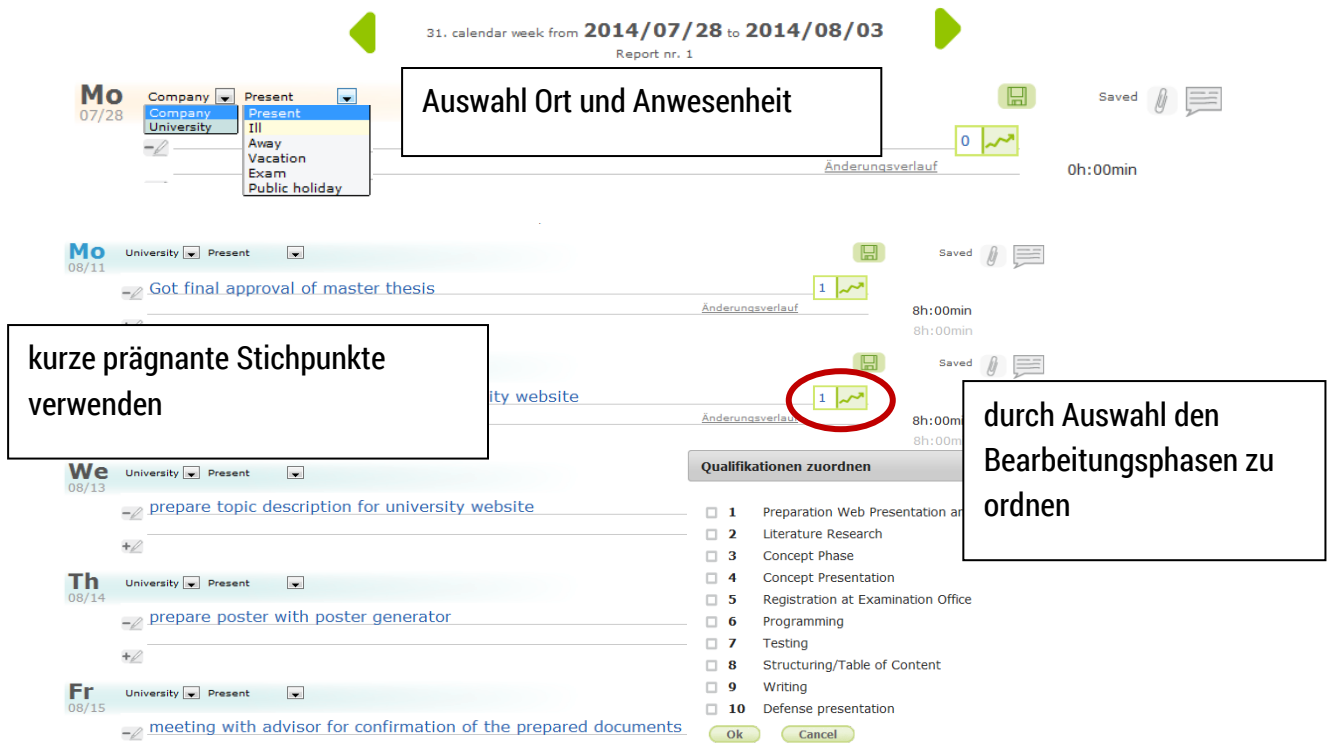 31. calendar week from 2014/07/28 to 2014/08/03
Report nr. 1
Mo Company Present
07/28
Company
University
Present
Ill
Away
Vacation
Exam
Public holiday
Auswahl Ort und Anwesenheit
Saved
0
Änderungsverlauf
0h:00min
Mo University Present Saved
08/11
Got final approval of master thesis 1
Änderungsverlauf
8h:00min
8h:00min
kurze prägnante Stichpunkte
verwenden
Saved
ity website 1
8h:00m
8h:00m
durch Auswahl den
Bearbeitungsphasen zu
ordnen
We University Present
08/13
prepare topic description for university website
Th University Present
08/14
prepare poster with poster generator
Fr University Present
08/15
meeting with advisor for confirmation of the prepared documents
Qualifikationen zuordnen
1 Preparation Web Presentation
2 Literature Research
3 Concept Phase
4 Concept Presentation
5 Registration at Examination Office
6 Programming
7 Testing
8 Structuring/Table of Content
9 Writing
10 Defense presentation
Ok Cancel